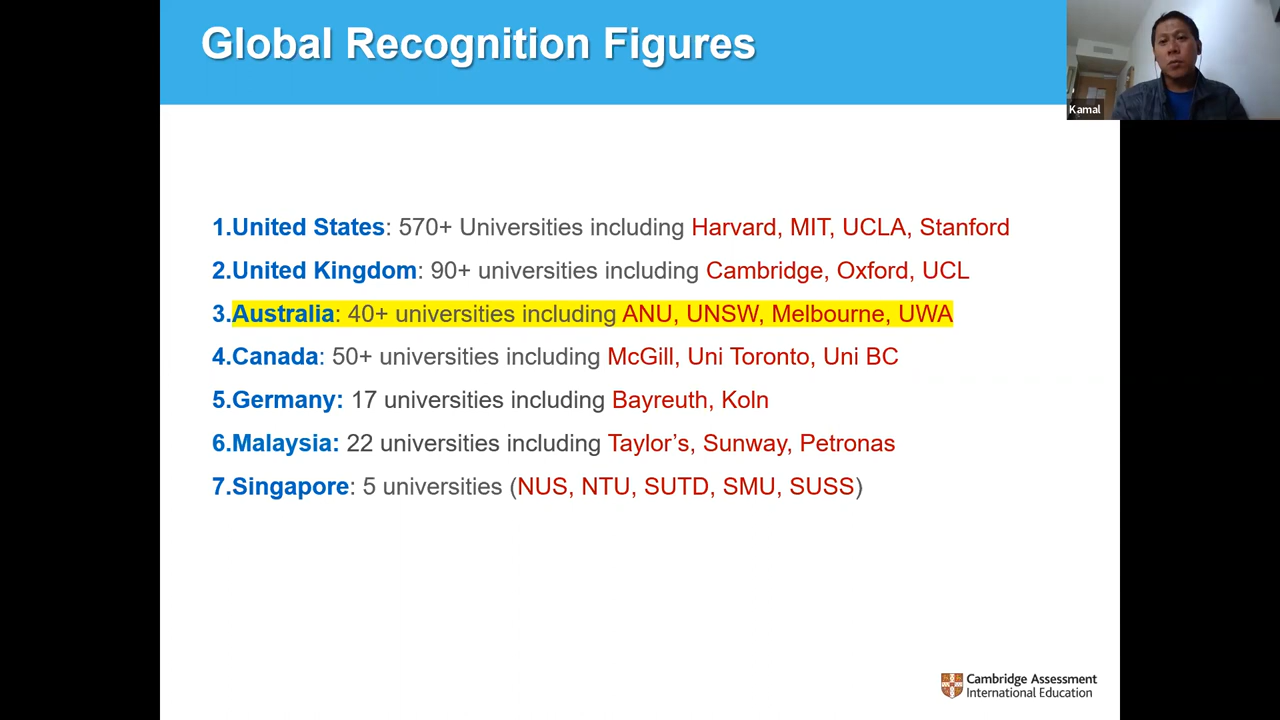 Global Recognition Figures
Kamal
1.United States: 570+ Universities including Harvard, MIT, UCLA, Stanford
2.United Kingdom: 90+ universities including Cambridge, Oxford, UCL
3.Australia: 40+ universities including ANU, UNSW, Melbourne, UWA
4.Canada: 50+ universities including McGill, Uni Toronto, Uni BC
5.Germany: 17 universities including Bayreuth, Koln
6.Malaysia: 22 universities including Taylor’s, Sunway, Petronas
7.Singapore: 5 universities (NUS, NTU, SUTD, SMU, SUSS)
Cambridge Assessment
International Education